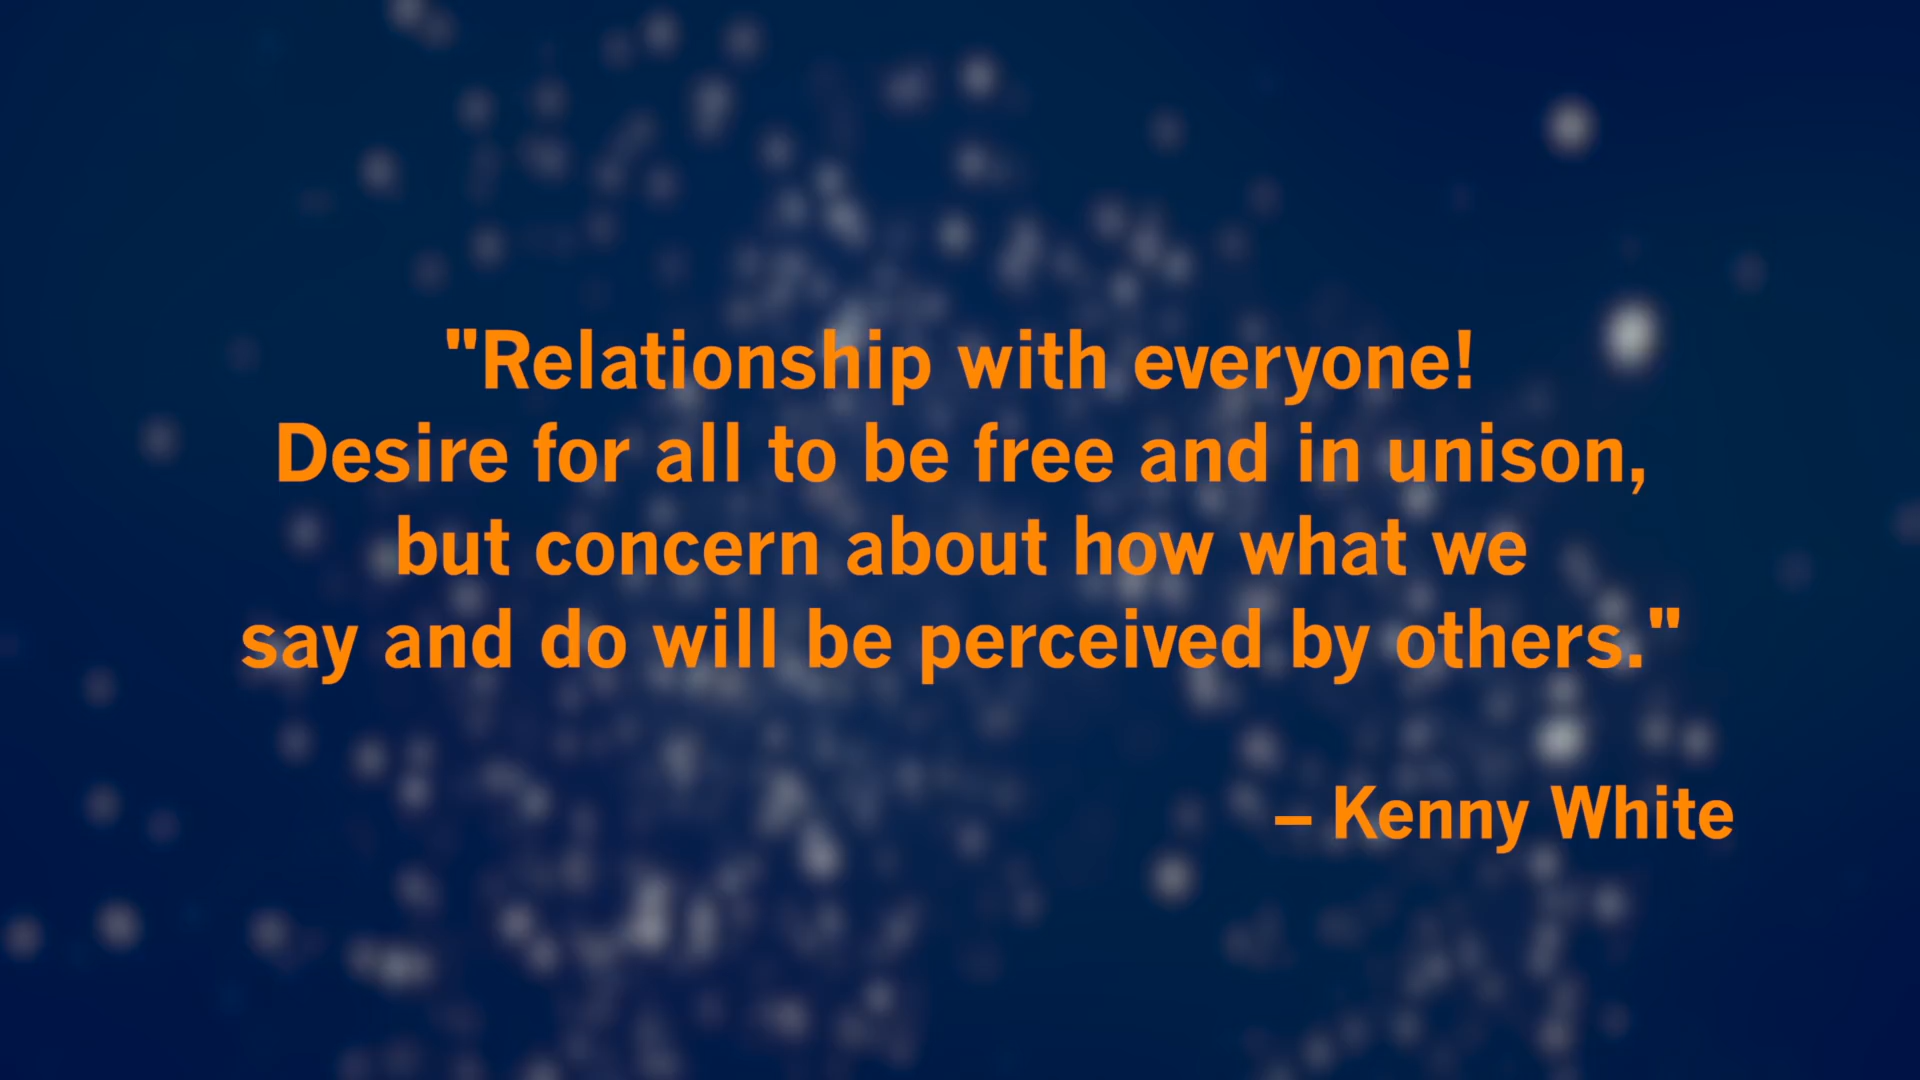 "Relationship with everyone!
Desire for all to be free and in unison,
but concern about how what we
say and do will be perceived by others."
– Kenny White